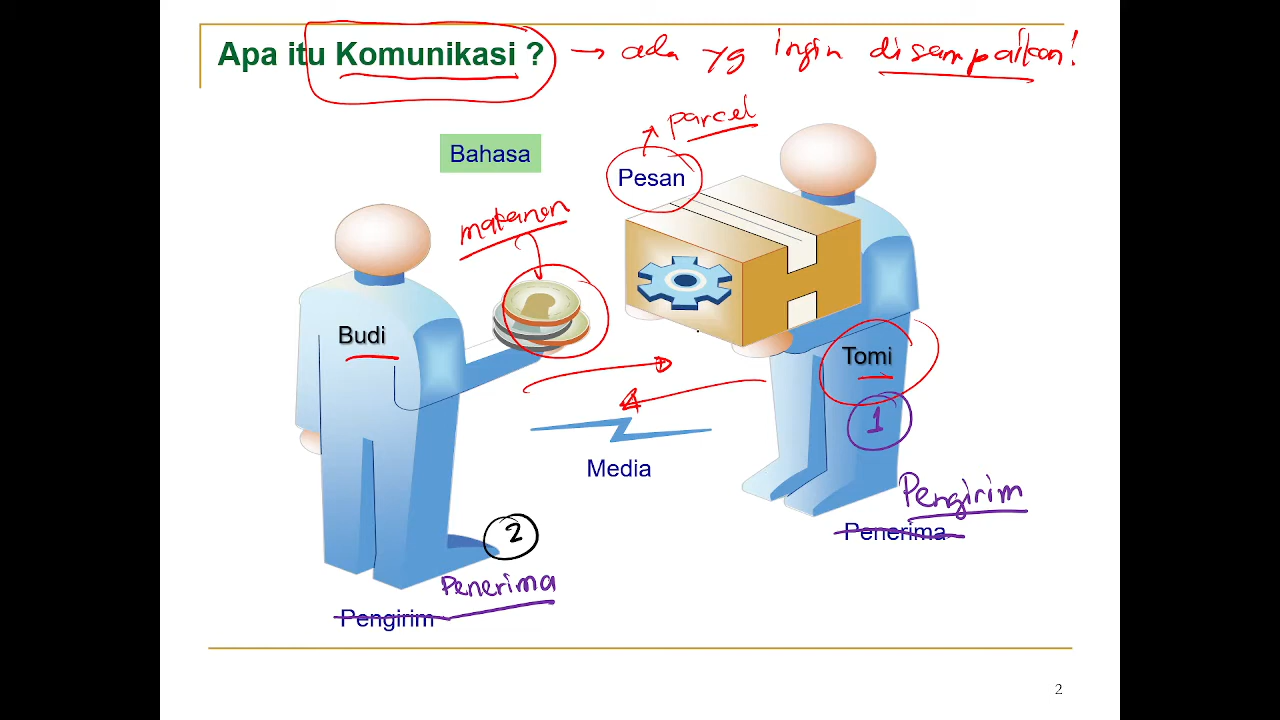 Apa itu Komunikasi ? → ada yg ingin disampaikan!
parcel
Bahasa
Pesan
makanan
Budi
Tomi
1
Media
Pengirim
Penerima
2
Penerima
Pengirim
2